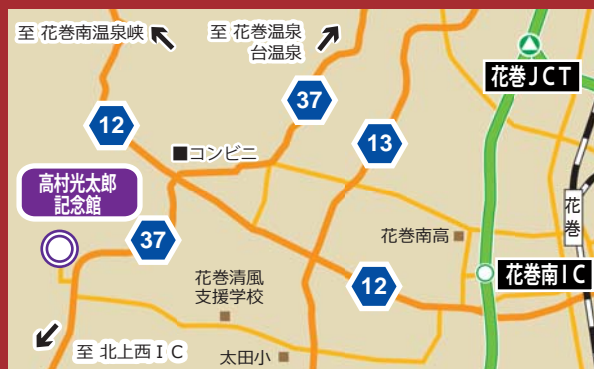 至 花巻南温泉峡
至 花巻温泉
台温泉
花巻JCT
37
12
13
■コンビニ
高村光太郎
記念館
花巻
花巻南高
37
花巻清風
支援学校
12
花巻南IC
至 北上西IC
太田小